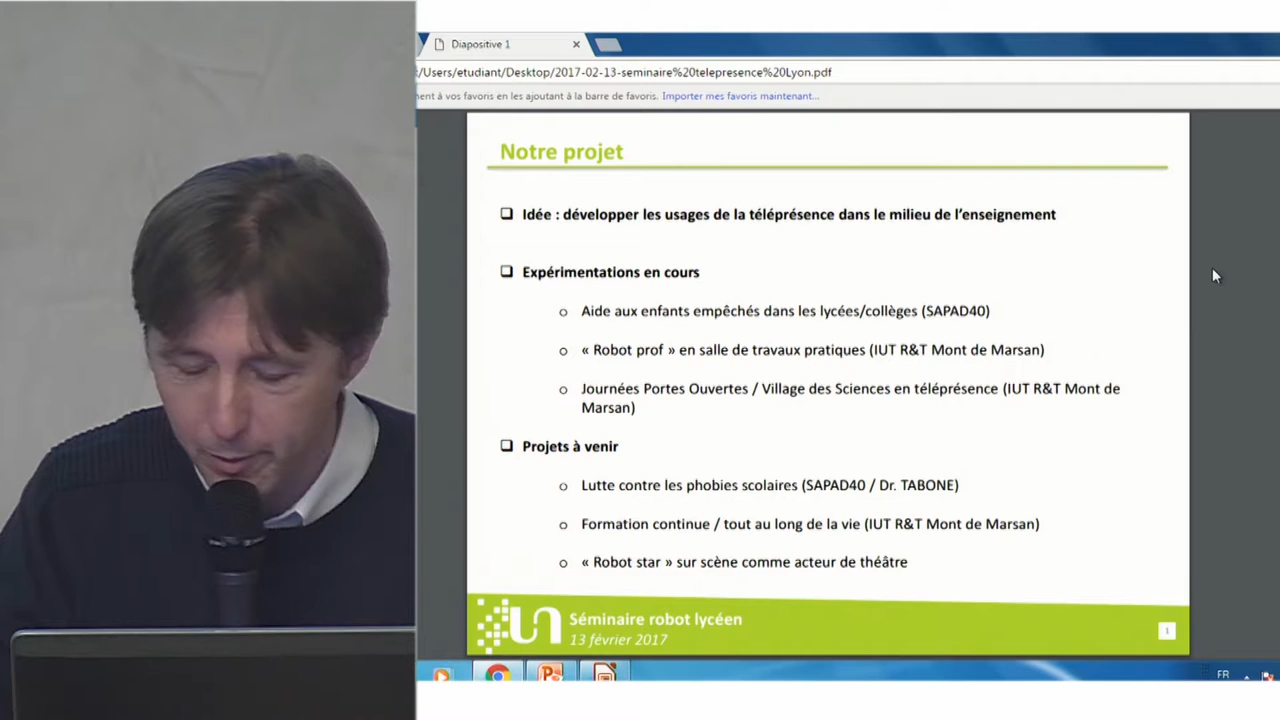 Diapositive 1
/Users/etudiant/Desktop/2017-02-13-seminaire%20telepresence%20Lyon.pdf
ment à vos favoris en les ajoutant à la barre de favoris. Importer mes favoris maintenant...
Notre projet
Idée : développer les usages de la téléprésence dans le milieu de l’enseignement
Expérimentations en cours
Aide aux enfants empêchés dans les lycées/collèges (SAPAD40)
« Robot prof » en salle de travaux pratiques (IUT R&T Mont de Marsan)
Journées Portes Ouvertes / Village des Sciences en téléprésence (IUT R&T Mont de
Marsan)
Projets à venir
Lutte contre les phobies scolaires (SAPAD40 / Dr. TABONE)
Formation continue / tout au long de la vie (IUT R&T Mont de Marsan)
« Robot star » sur scène comme acteur de théâtre
Séminaire robot lycéen
13 février 2017
1
FR